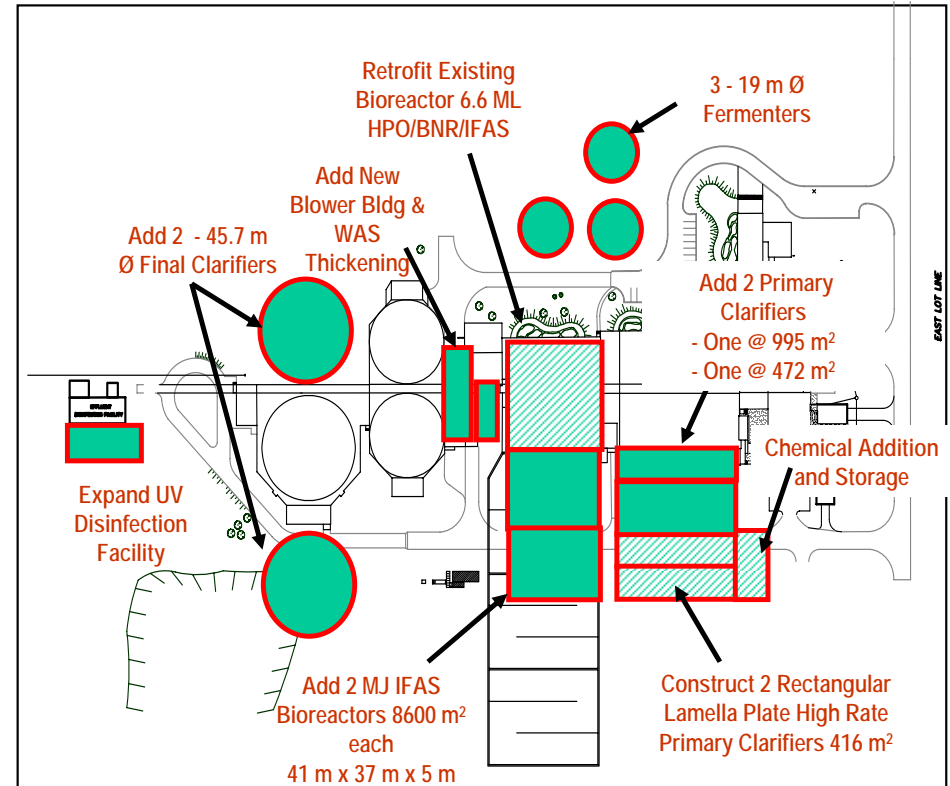 Retrofit Existing
Bioreactor 6.6 ML
HPO/BNR/IFAS
3 - 19 m Ø
Fermenters
Add New
Blower Bldg &
WAS
Thickening
Add 2 - 45.7 m
Ø Final Clarifiers
Add 2 Primary
Clarifiers
- One @ 995 m²
- One @ 472 m²
EAST LOT LINE
EFFLUENT
DISINFECTION FACILITY
Chemical Addition
and Storage
Expand UV
Disinfection
Facility
Add 2 MJ IFAS
Bioreactors 8600 m²
each
41 m x 37 m x 5 m
Construct 2 Rectangular
Lamella Plate High Rate
Primary Clarifiers 416 m²